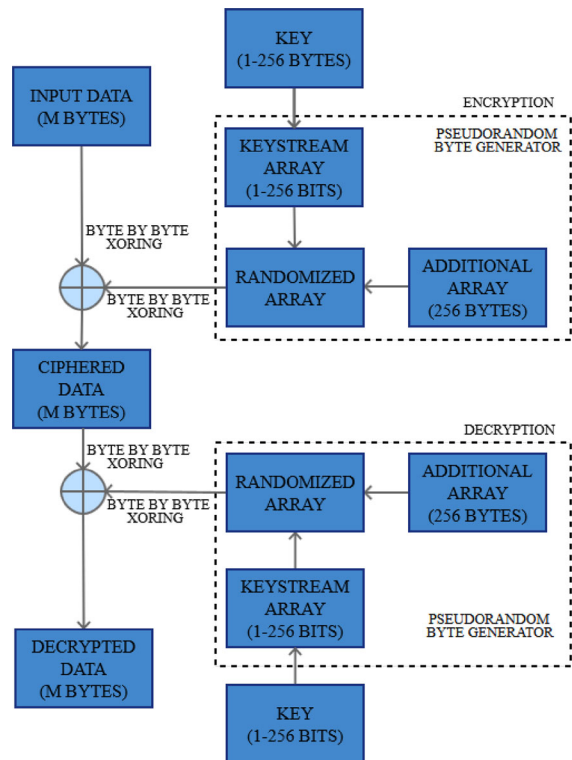 KEY
(1-256 BYTES)
INPUT DATA
(M BYTES)
ENCRYPTION
PSEUDORANDOM
BYTE GENERATOR
KEYSTREAM
ARRAY
(1-256 BITS)
BYTE BY BYTE
XORING
RANDOMIZED
ARRAY
ADDITIONAL
ARRAY
(256 BYTES)
BYTE BY BYTE
XORING
CIPHERED
DATA
(M BYTES)
DECRYPTION
BYTE BY BYTE
XORING
RANDOMIZED
ARRAY
ADDITIONAL
ARRAY
(256 BYTES)
BYTE BY BYTE
XORING
KEYSTREAM
ARRAY
(1-256 BITS)
PSEUDORANDOM
BYTE GENERATOR
DECRYPTED
DATA
(M BYTES)
KEY
(1-256 BITS)